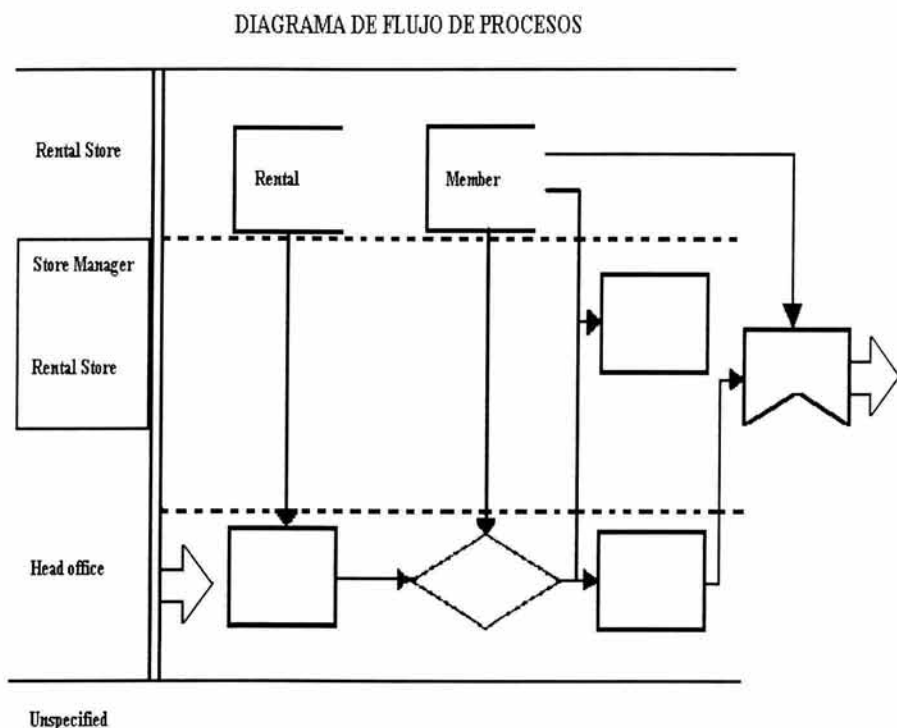 DIAGRAMA DE FLUJO DE PROCESOS
Rental Store
Rental
Member
Store Manager
Rental Store
Head office
Unspecified